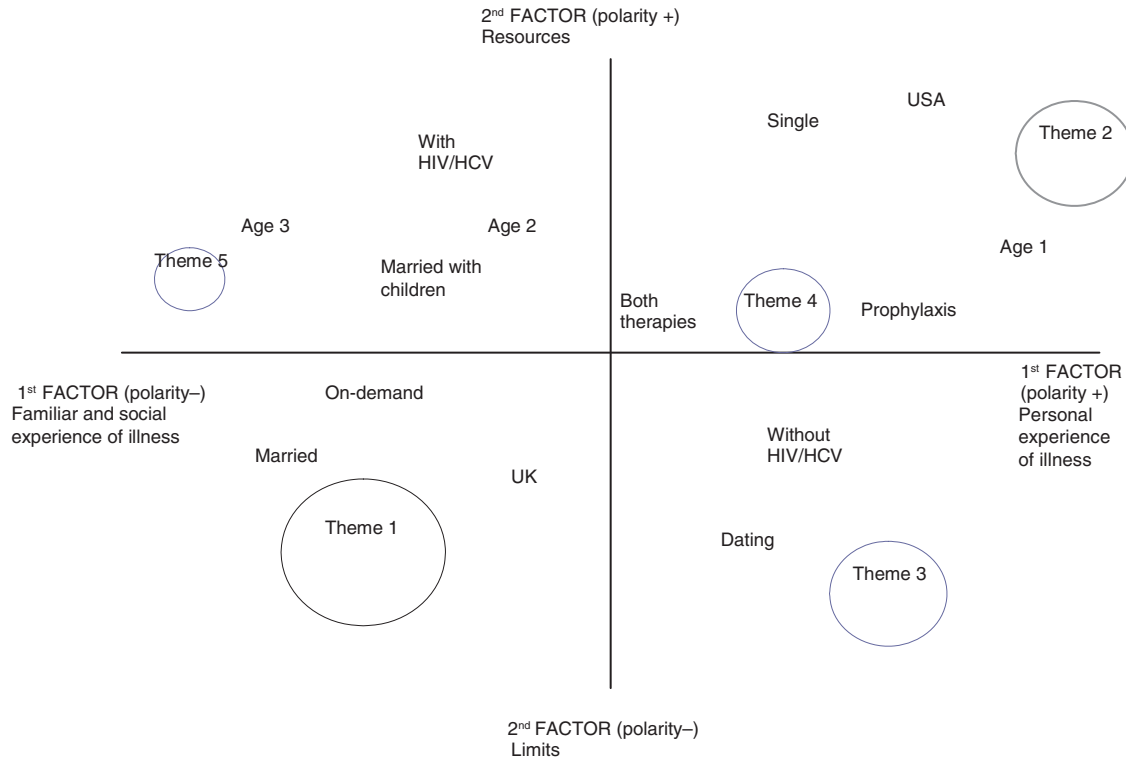 2nd FACTOR (polarity +)
Resources
USA
Single
Theme 2
With
HIV/HCV
Age 3
Age 2
Age 1
Theme 5
Married with
children
Both
therapies
Theme 4
Prophylaxis
1st FACTOR (polarity–)
Familiar and social
experience of illness
On-demand
1st FACTOR
(polarity +)
Personal
experience
of illness
Without
HIV/HCV
Married
UK
Theme 1
Dating
Theme 3
2nd FACTOR (polarity–)
Limits